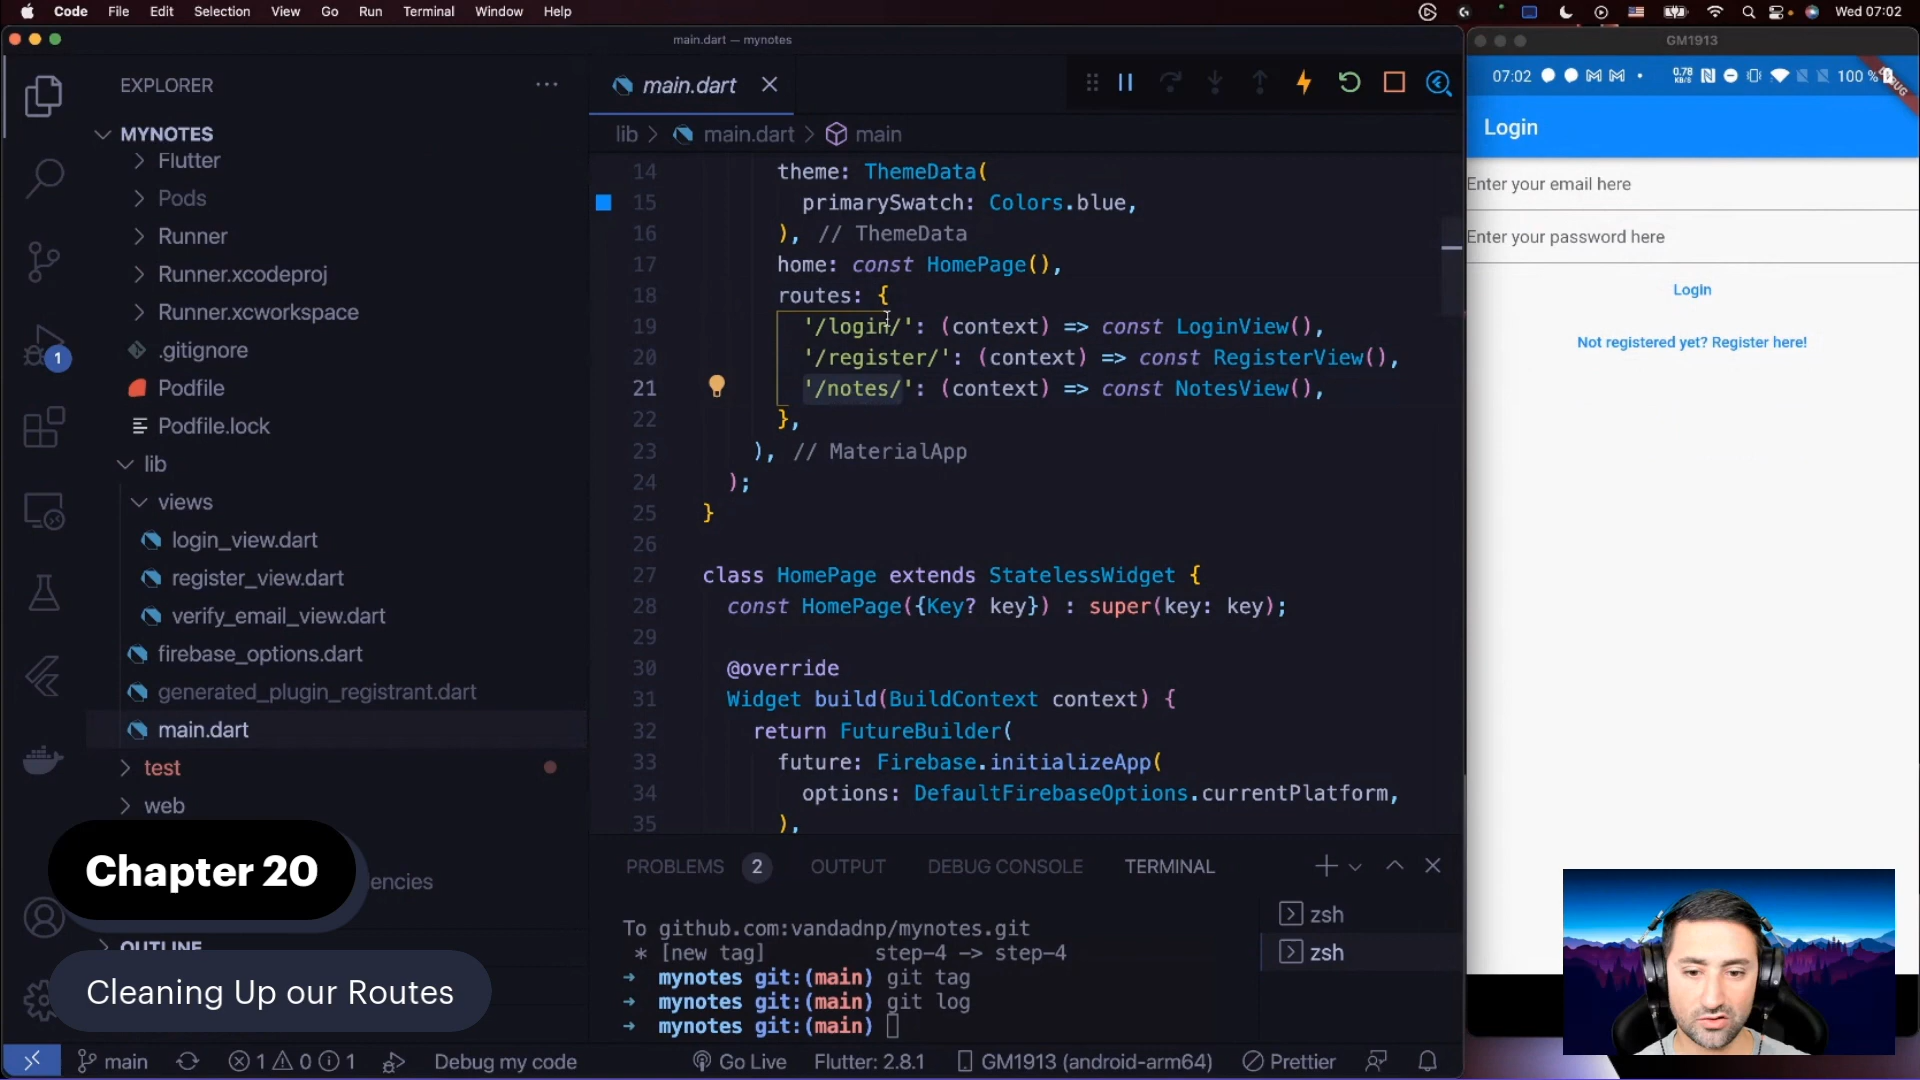 Code File Edit Selection View Go Run Terminal Window Help
Wed 07:02
main.dart — mynotes
EXPLORER
MYNOTES
Flutter
Pods
Runner
Runner.xcodeproj
Runner.xcworkspace
.gitignore
Podfile
Podfile.lock
lib
views
login_view.dart
register_view.dart
verify_email_view.dart
firebase_options.dart
generated_plugin_registrant.dart
main.dart
test
web
encies
OUTLINE
1
main.dart
lib > main.dart > main
14 theme: ThemeData(
15 primarySwatch: Colors.blue,
16 ), // ThemeData
17 home: const HomePage(),
18 routes: {
19 '/login/': (context) => const LoginView(),
20 '/register/': (context) => const RegisterView(),
21 '/notes/': (context) => const NotesView(),
22 },
23 ), // MaterialApp
24 );
25 }
26
27 class HomePage extends StatelessWidget {
28 const HomePage({Key? key}) : super(key: key);
29
30 @override
31 Widget build(BuildContext context) {
32 return FutureBuilder(
33 future: Firebase.initializeApp(
34 options: DefaultFirebaseOptions.currentPlatform,
35 ),
PROBLEMS 2 OUTPUT DEBUG CONSOLE TERMINAL
To github.com:vandadnp/mynotes.git
* [new tag] step-4 -> step-4
→ mynotes git:(main) git tag
→ mynotes git:(main) git log
→ mynotes git:(main)
zsh
zsh
GM1913
07:02 0.78 KB/S 100 %
DEBUG
Login
Enter your email here
Enter your password here
Login
Not registered yet? Register here!
Chapter 20
Cleaning Up our Routes
main 1 0 1 Debug my code Go Live Flutter: 2.8.1 GM1913 (android-arm64) Prettier